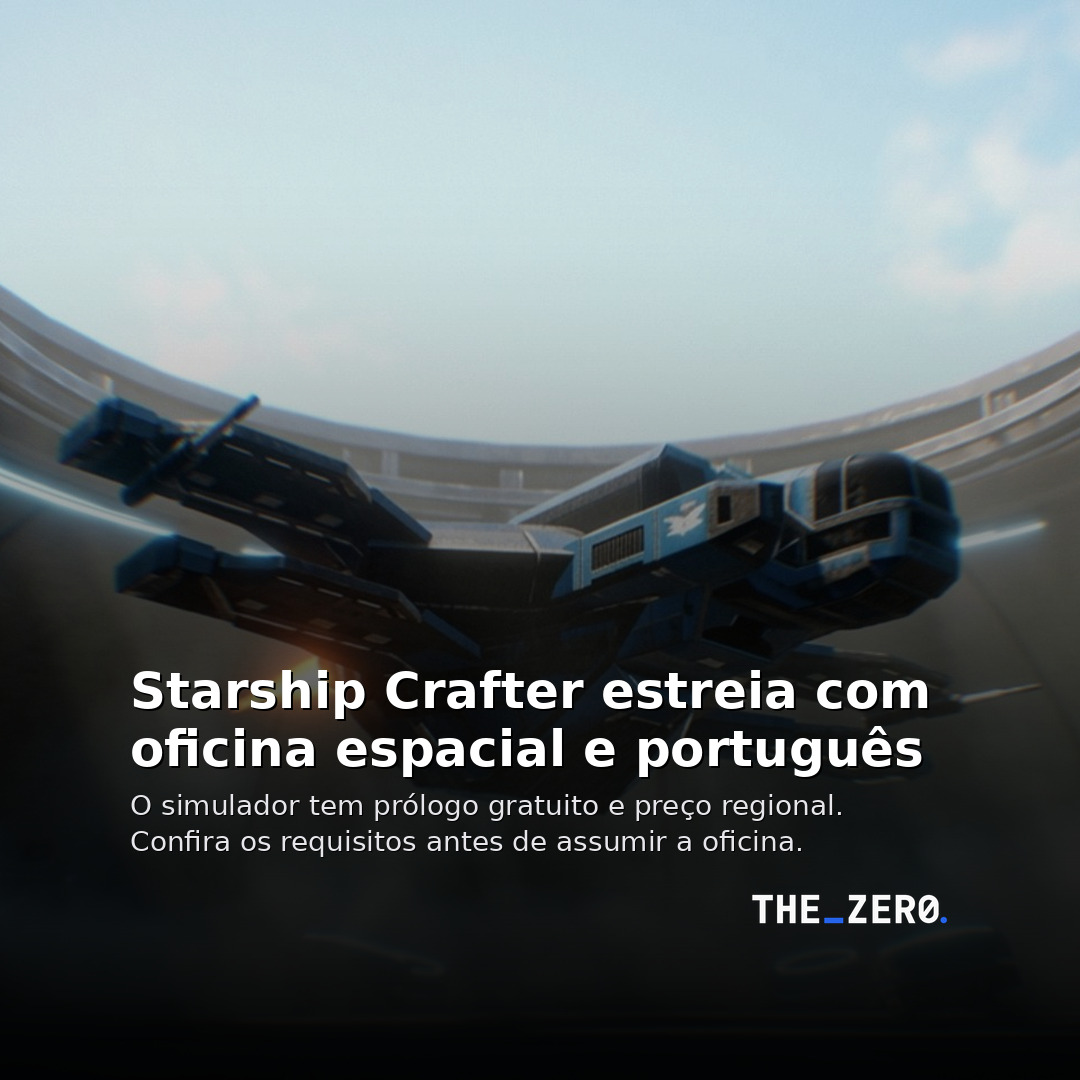 Starship Crafter estreia com
oficina espacial e português
O simulador tem prólogo gratuito e preço regional.
Confira os requisitos antes de assumir a oficina.
THE_ZER0.